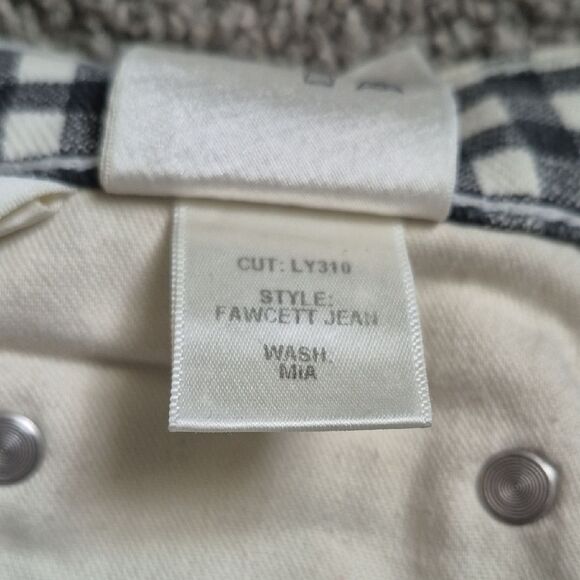 CUT: LY310
STYLE:
FAWCETT JEAN
WASH.
MIA